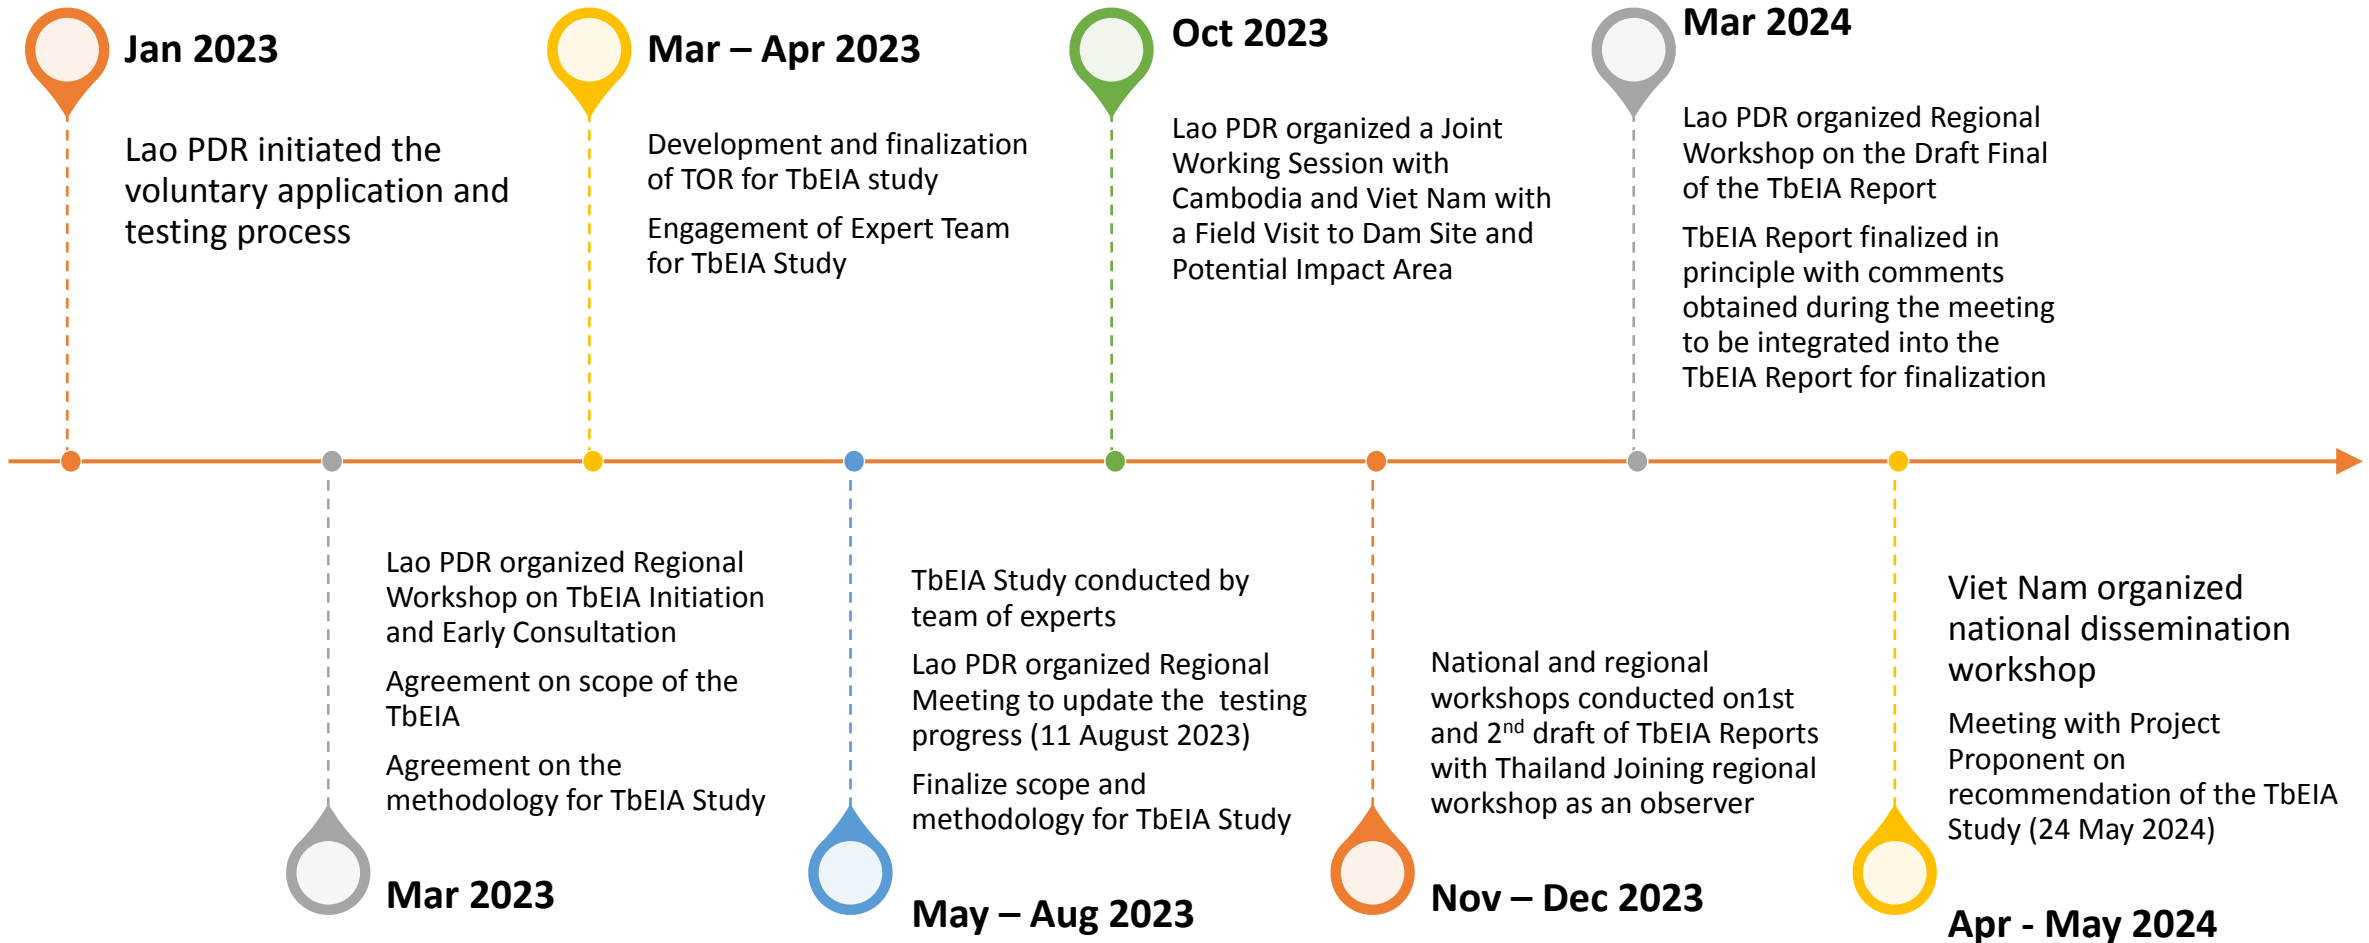 Jan 2023
Lao PDR initiated the
voluntary application and
testing process
Lao PDR organized Regional
Workshop on TbEIA Initiation
and Early Consultation
Agreement on scope of the
TbEIA
Agreement on the
methodology for TbEIA Study
Mar 2023
Mar – Apr 2023
Development and finalization
of TOR for TbEIA study
Engagement of Expert Team
for TbEIA Study
TbEIA Study conducted by
team of experts
Lao PDR organized Regional
Meeting to update the  testing
progress (11 August 2023)
Finalize scope and
methodology for TbEIA Study
May – Aug 2023
Oct 2023
Lao PDR organized a Joint
Working Session with
Cambodia and Viet Nam with
a Field Visit to Dam Site and
Potential Impact Area
National and regional
workshops conducted on1st
and 2nd draft of TbEIA Reports
with Thailand Joining regional
workshop as an observer
Nov – Dec 2023
Mar 2024
Lao PDR organized Regional
Workshop on the Draft Final
of the TbEIA Report
TbEIA Report finalized in
principle with comments
obtained during the meeting
to be integrated into the
TbEIA Report for finalization
Viet Nam organized
national dissemination
workshop
Meeting with Project
Proponent on
recommendation of the TbEIA
Study (24 May 2024)
Apr - May 2024